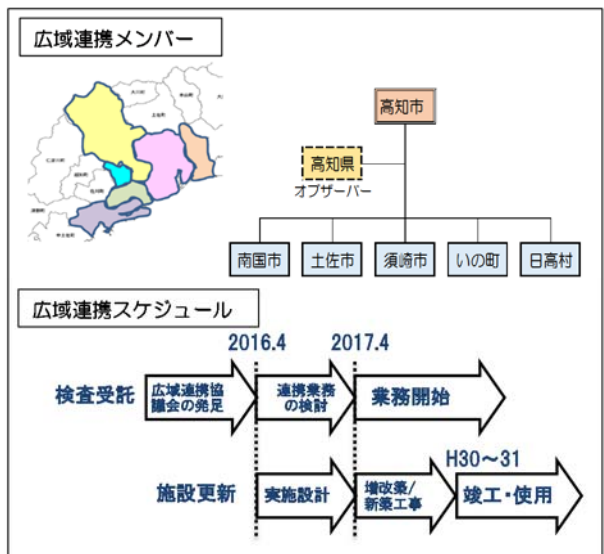 広域連携メンバー
高知市
高知県
オブザーバー
南国市
土佐市
須崎市
いの町
日高村
広域連携スケジュール
2016.4
2017.4
検査受託
広域連携協
議会の発足
連携業務
の検討
業務開始
施設更新
実施設計
増改築/
新築工事
H30～31
竣工・使用